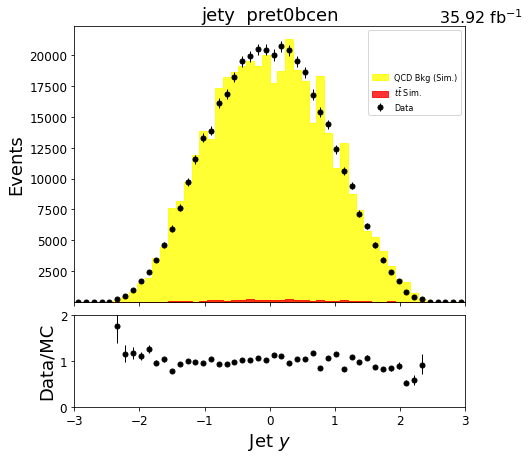 jety pret0bcen
35.92 fb⁻¹
QCD Bkg (Sim.)
tt̄ Sim.
Data
Events
20000
17500
15000
12500
10000
7500
5000
2500
Data/MC
2
1
0
−3 −2 −1 0 1 2 3
Jet y